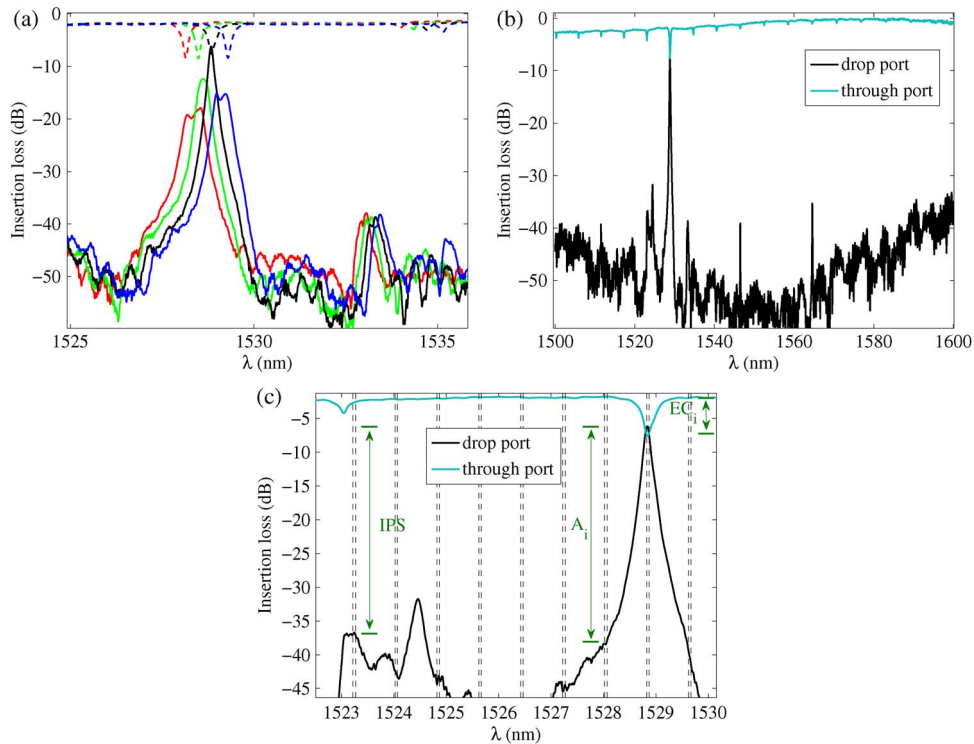 (a)
0
−10
−20
−30
−40
−50
Insertion loss (dB)
1525
1530
1535
λ (nm)
(b)
0
−10
−20
−30
−40
−50
Insertion loss (dB)
drop port
through port
1500
1520
1540
1560
1580
1600
λ (nm)
(c)
−5
−10
−15
−20
−25
−30
−35
−40
−45
Insertion loss (dB)
drop port
through port
IPS
A_i
EC_i
1523
1524
1525
1526
1527
1528
1529
1530
λ (nm)